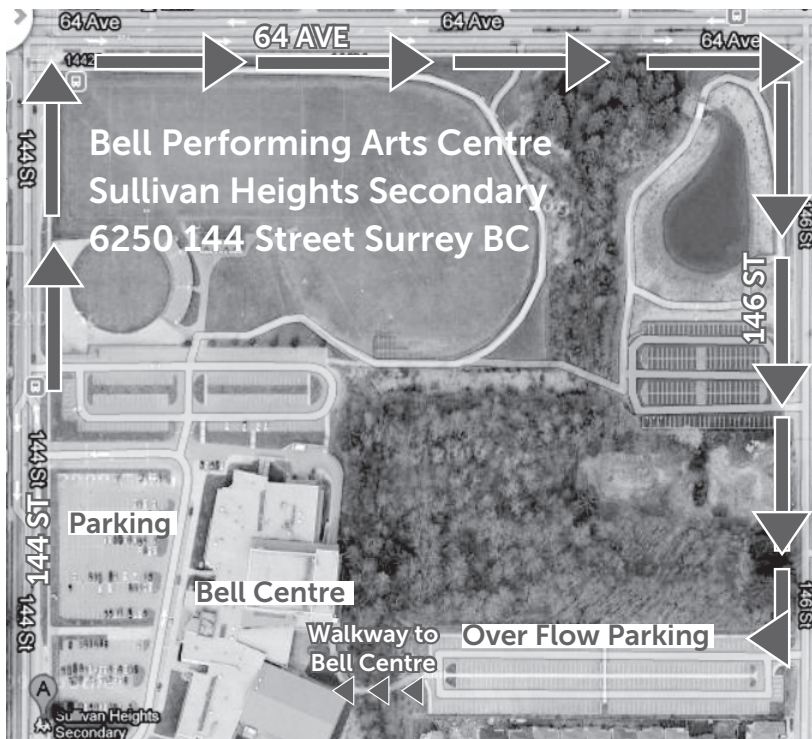 64 Ave
64 AVE
64 Ave
1442
144 St
Bell Performing Arts Centre
Sullivan Heights Secondary
6250 144 Street Surrey BC
146 St
146 ST
144 St
144 St
144 ST
Parking
Bell Centre
144 St
146 St
Walkway to
Bell Centre
Over Flow Parking
A
Sullivan Heights
Secondary